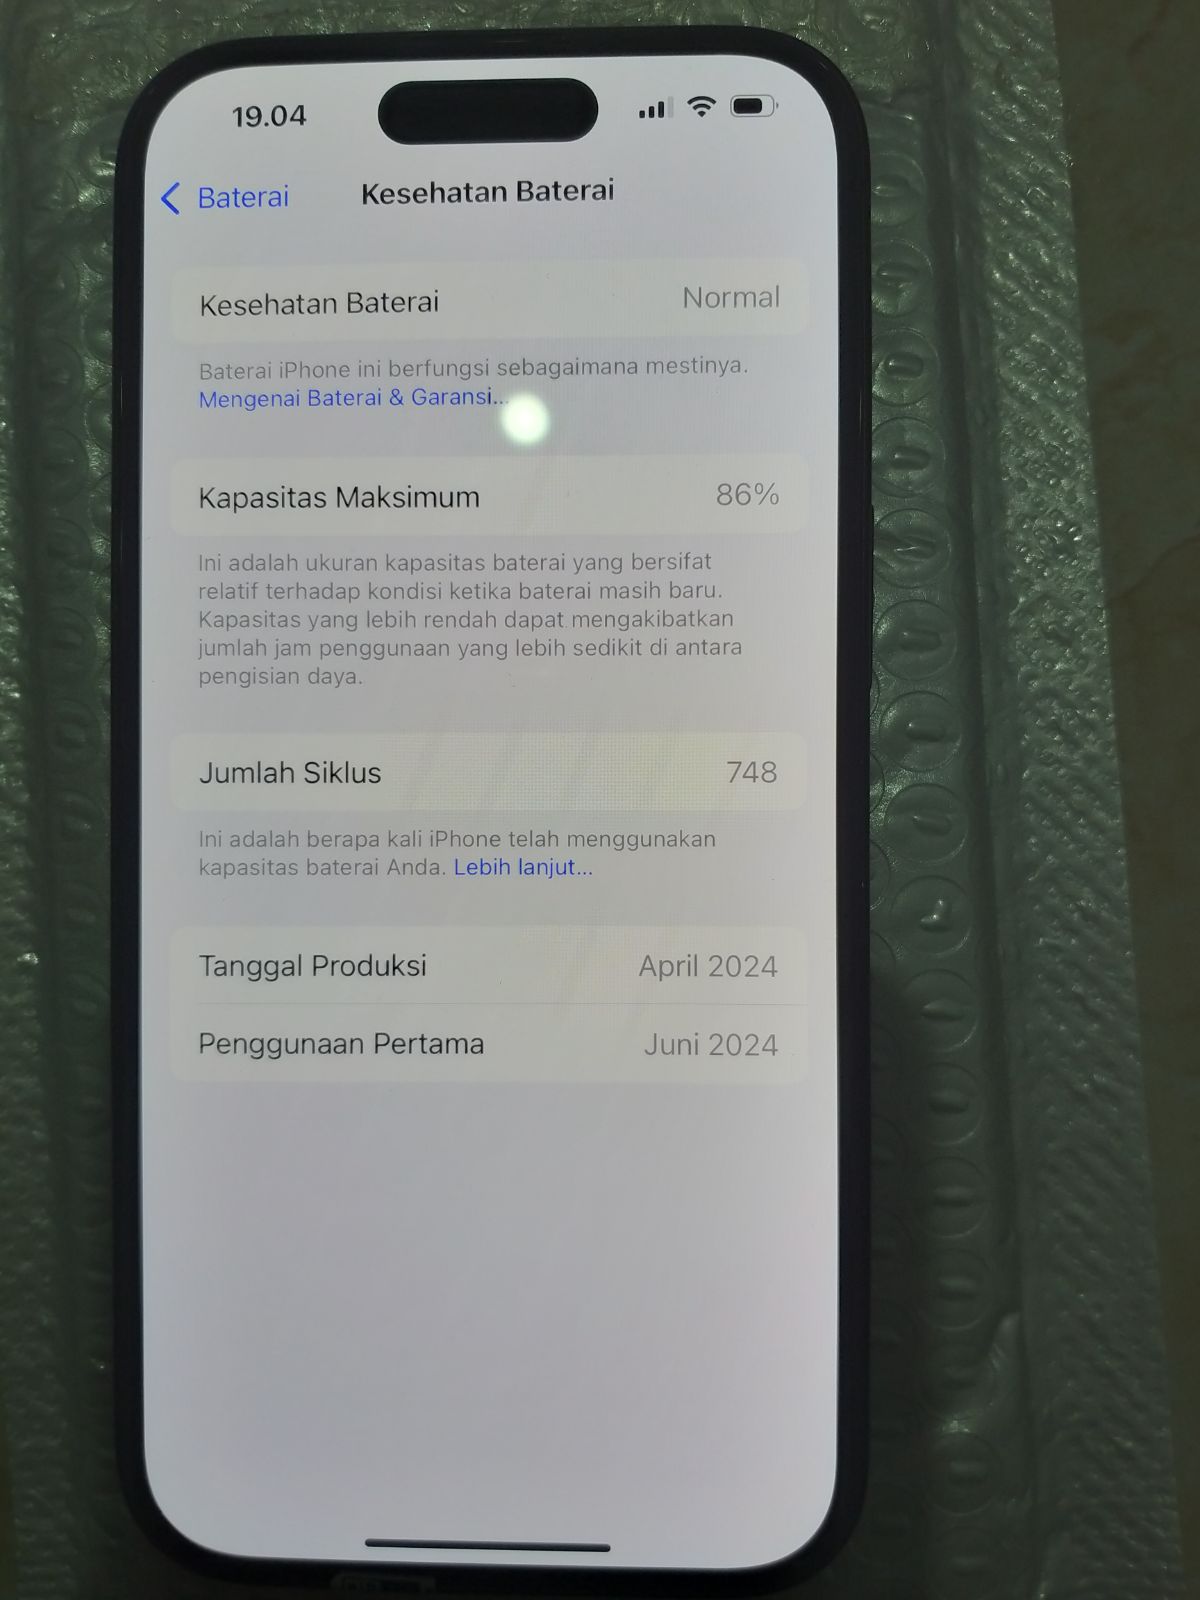 19.04
Baterai
Kesehatan Baterai
Kesehatan Baterai Normal
Baterai iPhone ini berfungsi sebagaimana mestinya.
Mengenai Baterai & Garansi...
Kapasitas Maksimum 86%
Ini adalah ukuran kapasitas baterai yang bersifat
relatif terhadap kondisi ketika baterai masih baru.
Kapasitas yang lebih rendah dapat mengakibatkan
jumlah jam penggunaan yang lebih sedikit di antara
pengisian daya.
Jumlah Siklus 748
Ini adalah berapa kali iPhone telah menggunakan
kapasitas baterai Anda. Lebih lanjut...
Tanggal Produksi April 2024
Penggunaan Pertama Juni 2024